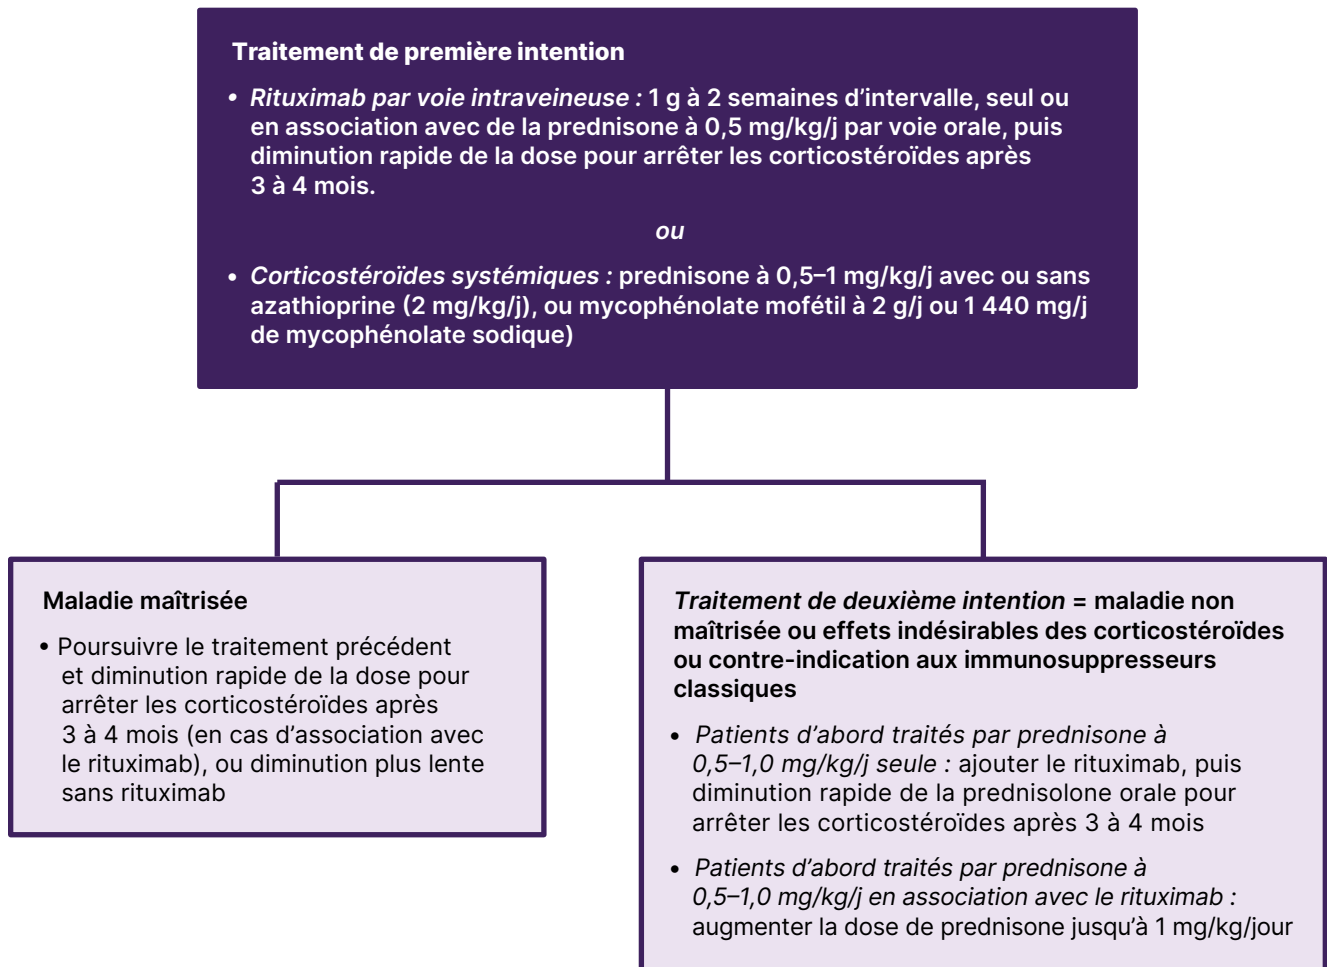 Traitement de première intention
• Rituximab par voie intraveineuse : 1 g à 2 semaines d’intervalle, seul ou
en association avec de la prednisone à 0,5 mg/kg/j par voie orale, puis
diminution rapide de la dose pour arrêter les corticostéroïdes après
3 à 4 mois.
ou
• Corticostéroïdes systémiques : prednisone à 0,5–1 mg/kg/j avec ou sans
azathioprine (2 mg/kg/j), ou mycophénolate mofétil à 2 g/j ou 1 440 mg/j
de mycophénolate sodique)
Maladie maîtrisée
• Poursuivre le traitement précédent
et diminution rapide de la dose pour
arrêter les corticostéroïdes après
3 à 4 mois (en cas d’association avec
le rituximab), ou diminution plus lente
sans rituximab
Traitement de deuxième intention = maladie non
maîtrisée ou effets indésirables des corticostéroïdes
ou contre-indication aux immunosuppresseurs
classiques
• Patients d’abord traités par prednisone à
0,5–1,0 mg/kg/j seule : ajouter le rituximab, puis
diminution rapide de la prednisolone orale pour
arrêter les corticostéroïdes après 3 à 4 mois
• Patients d’abord traités par prednisone à
0,5–1,0 mg/kg/j en association avec le rituximab :
augmenter la dose de prednisone jusqu’à 1 mg/kg/jour